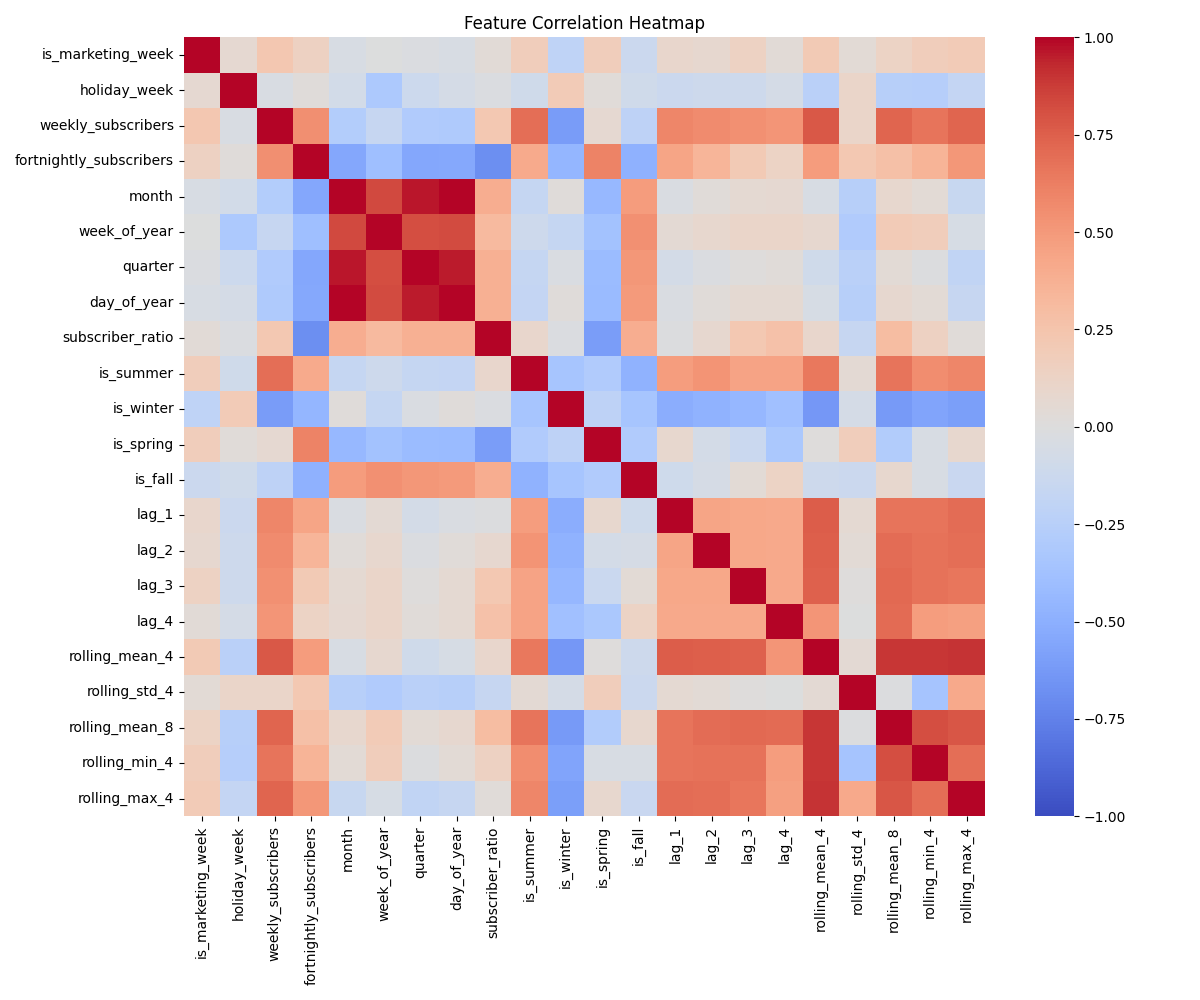 Feature Correlation Heatmap
is_marketing_week
holiday_week
weekly_subscribers
fortnightly_subscribers
month
week_of_year
quarter
day_of_year
subscriber_ratio
is_summer
is_winter
is_spring
is_fall
lag_1
lag_2
lag_3
lag_4
rolling_mean_4
rolling_std_4
rolling_mean_8
rolling_min_4
rolling_max_4
is_marketing_week
holiday_week
weekly_subscribers
fortnightly_subscribers
month
week_of_year
quarter
day_of_year
subscriber_ratio
is_summer
is_winter
is_spring
is_fall
lag_1
lag_2
lag_3
lag_4
rolling_mean_4
rolling_std_4
rolling_mean_8
rolling_min_4
rolling_max_4
1.00
0.75
0.50
0.25
0.00
−0.25
−0.50
−0.75
−1.00